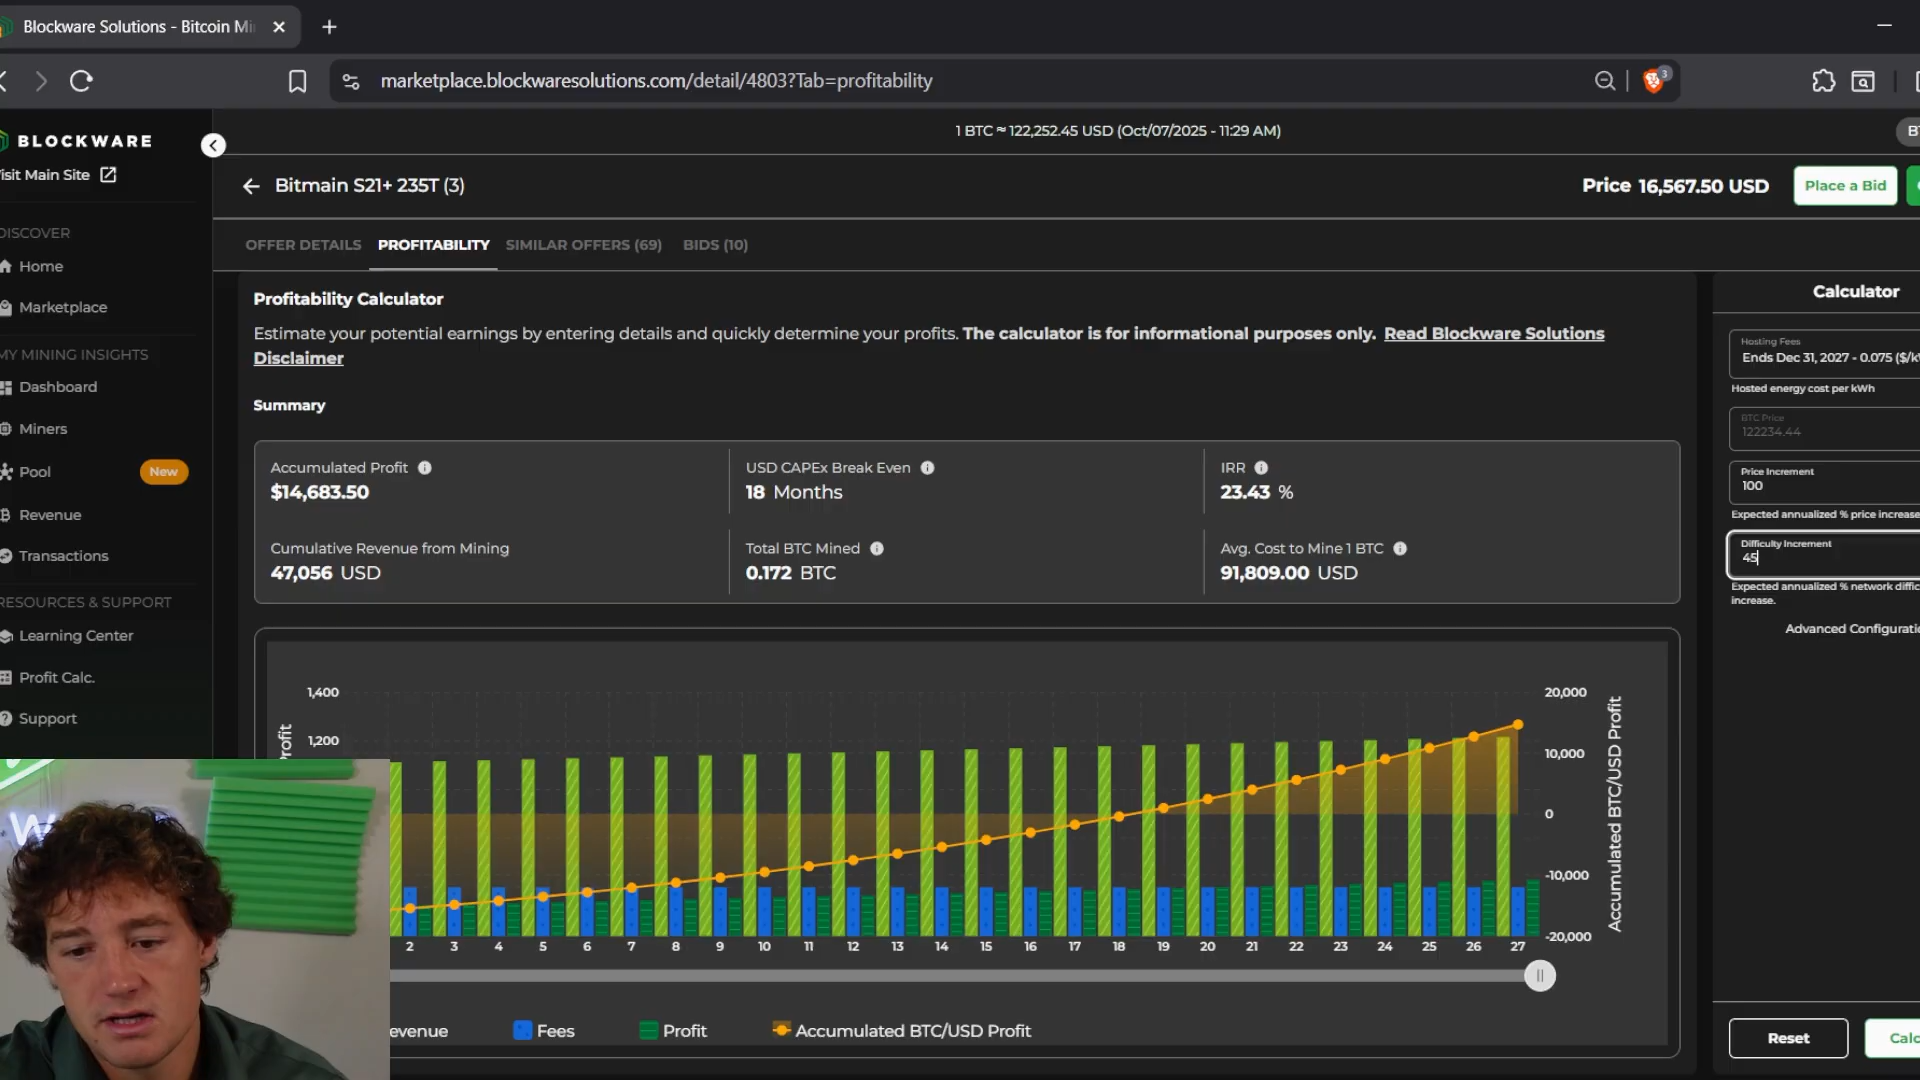 Blockware Solutions - Bitcoin Mi
marketplace.blockwaresolutions.com/detail/4803?Tab=profitability
3
BLOCKWARE
isit Main Site
1 BTC ≈ 122,252.45 USD (Oct/07/2025 - 11:29 AM)
Bitmain S21+ 235T (3)
Price 16,567.50 USD
Place a Bid
OFFER DETAILS PROFITABILITY SIMILAR OFFERS (69) BIDS (10)
DISCOVER
Home
Marketplace
MY MINING INSIGHTS
Dashboard
Miners
Pool New
Revenue
Transactions
RESOURCES & SUPPORT
Learning Center
Profit Calc.
Support
Profitability Calculator
Estimate your potential earnings by entering details and quickly determine your profits. The calculator is for informational purposes only. Read Blockware Solutions
Disclaimer
Summary
Accumulated Profit
$14,683.50
USD CAPEx Break Even
18 Months
IRR
23.43 %
Cumulative Revenue from Mining
47,056 USD
Total BTC Mined
0.172 BTC
Avg. Cost to Mine 1 BTC
91,809.00 USD
1,400
1,200
rofit
20,000
10,000
0
-10,000
-20,000
Accumulated BTC/USD Profit
2 3 4 5 6 7 8 9 10 11 12 13 14 15 16 17 18 19 20 21 22 23 24 25 26 27
evenue Fees Profit Accumulated BTC/USD Profit
Calculator
Hosting Fees
Ends Dec 31, 2027 - 0.075 ($/k
Hosted energy cost per kWh
BTC Price
122234.44
Price Increment
100
Expected annualized % price increase
Difficulty Increment
45
Expected annualized % network diffic
increase.
Advanced Configuratio
Reset
Calc